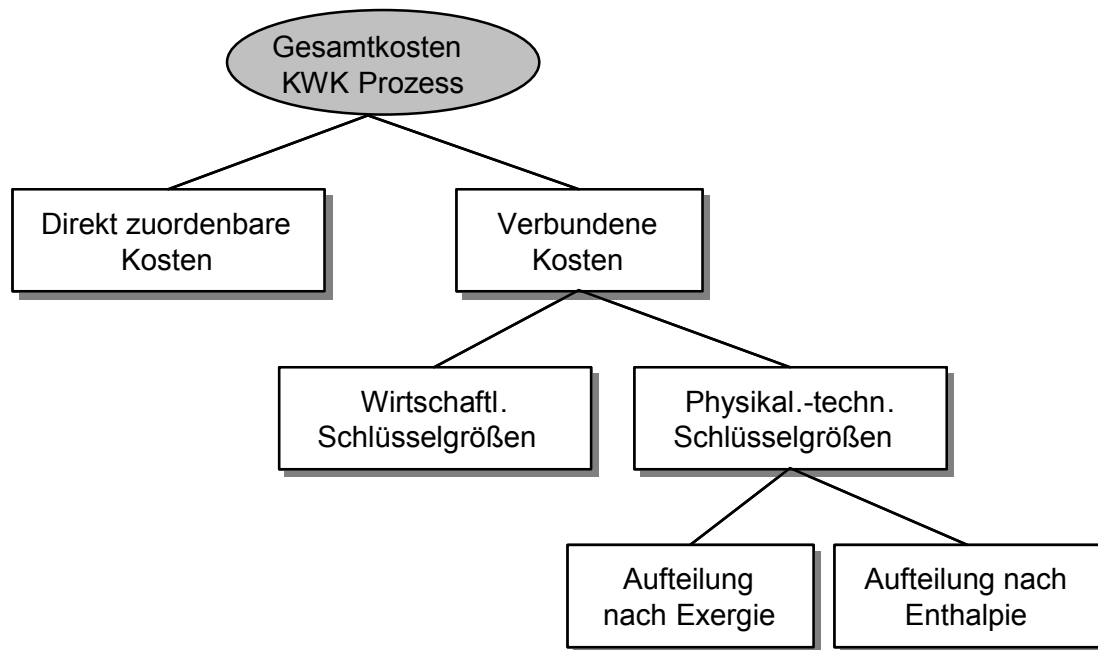 Gesamtkosten
KWK Prozess
Direkt zuordenbare
Kosten
Verbundene
Kosten
Wirtschaftl.
Schlüsselgrößen
Physikal.-techn.
Schlüsselgrößen
Aufteilung
nach Exergie
Aufteilung nach
Enthalpie